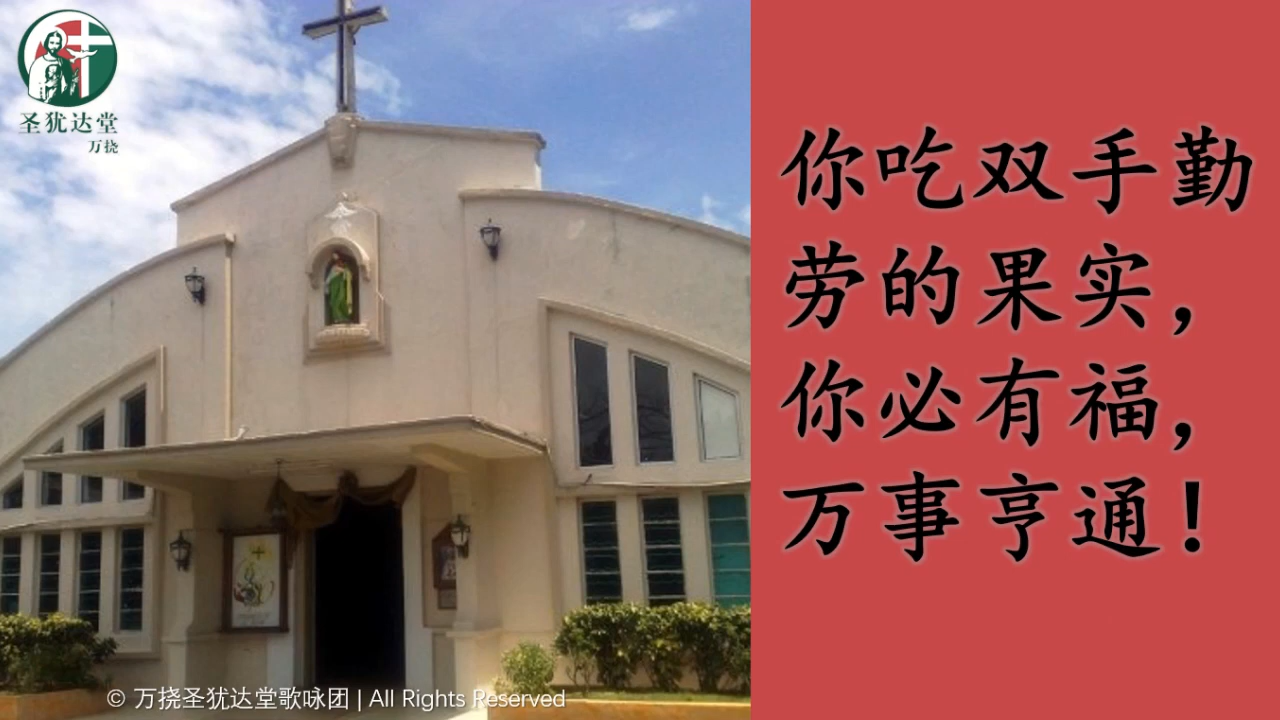 圣犹达堂
万挠
你吃双手勤
劳的果实，
你必有福，
万事亨通！
© 万挠圣犹达堂歌咏团 | All Rights Reserved